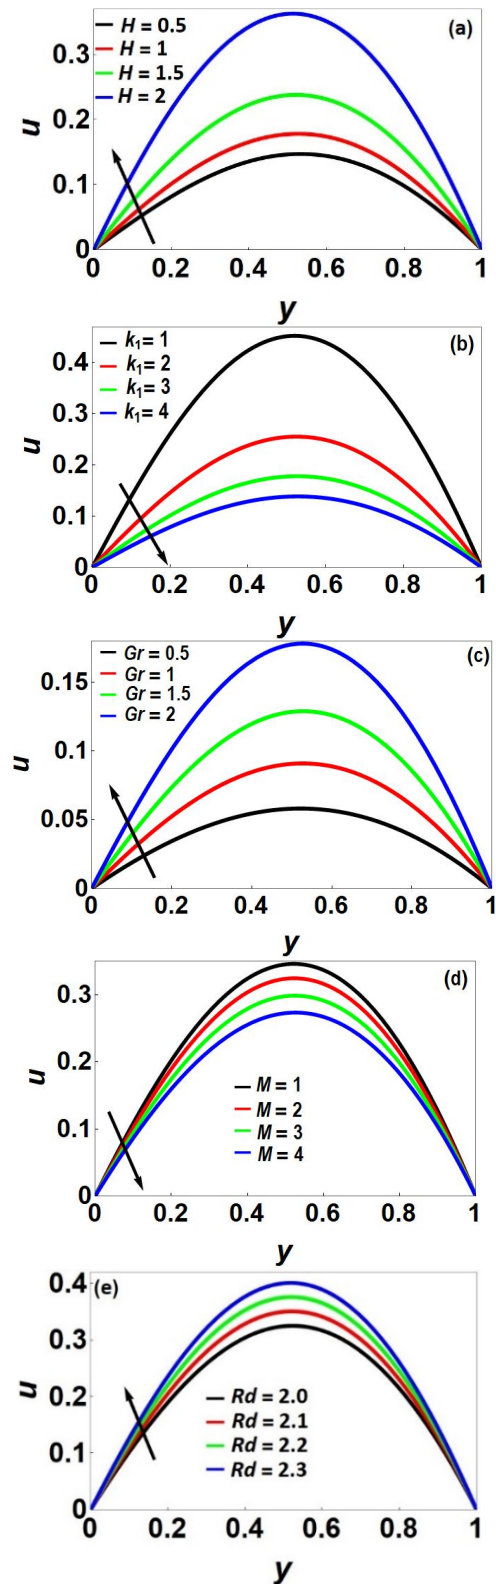 (a)
H = 0.5
H = 1
H = 1.5
H = 2
0.3
0.2
0.1
0
u
0 0.2 0.4 0.6 0.8 1
y
(b)
k₁= 1
k₁= 2
k₁= 3
k₁= 4
0.4
0.3
0.2
0.1
0
u
0 0.2 0.4 0.6 0.8 1
y
(c)
Gr = 0.5
Gr = 1
Gr = 1.5
Gr = 2
0.15
0.1
0.05
0
u
0 0.2 0.4 0.6 0.8 1
y
(d)
0.3
0.2
0.1
0
u
M = 1
M = 2
M = 3
M = 4
0 0.2 0.4 0.6 0.8 1
y
(e)
0.4
0.3
0.2
0.1
0
u
Rd = 2.0
Rd = 2.1
Rd = 2.2
Rd = 2.3
0 0.2 0.4 0.6 0.8 1
y